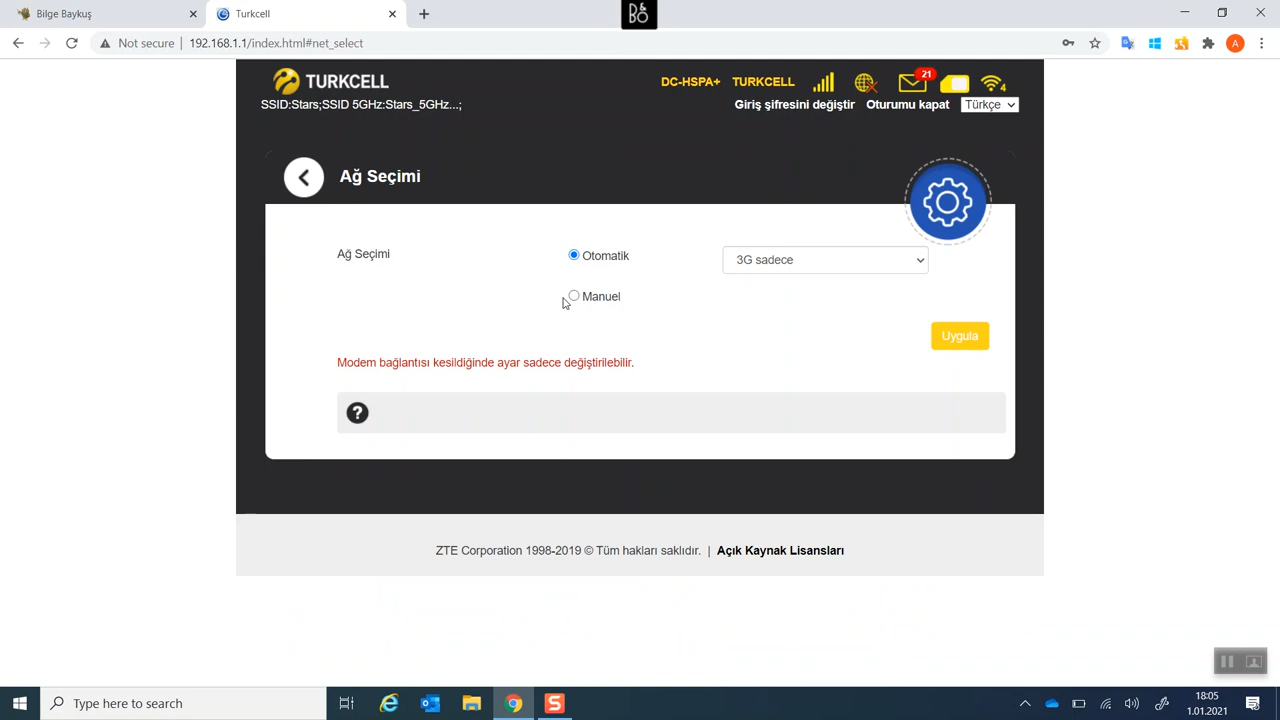 Bilge Baykuş
Turkcell
B&O
Not secure
192.168.1.1/index.html#net_select
A
TURKCELL
DC-HSPA+
TURKCELL
21
4
SSID:Stars;SSID 5GHz:Stars_5GHz...;
Giriş şifresini değiştir
Oturumu kapat
Türkçe
Ağ Seçimi
Ağ Seçimi
Otomatik
3G sadece
Manuel
Uygula
Modem bağlantısı kesildiğinde ayar sadece değiştirilebilir.
?
ZTE Corporation 1998-2019 © Tüm hakları saklıdır. | Açık Kaynak Lisansları
Type here to search
S
18:05
1.01.2021